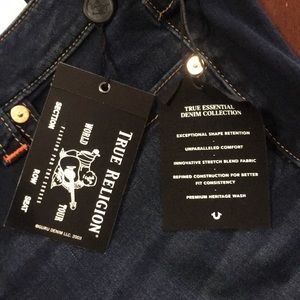 TRUE RELIGION
WORLD
TOUR
SECTION
ROW
SEAT
©GURU DENIM LLC. 2003
TRUE ESSENTIAL
DENIM COLLECTION
EXCEPTIONAL SHAPE RETENTION
UNPARALLELED COMFORT
INNOVATIVE STRETCH BLEND FABRIC
REFINED CONSTRUCTION FOR BETTER
FIT CONSISTENCY
PREMIUM HERITAGE WASH